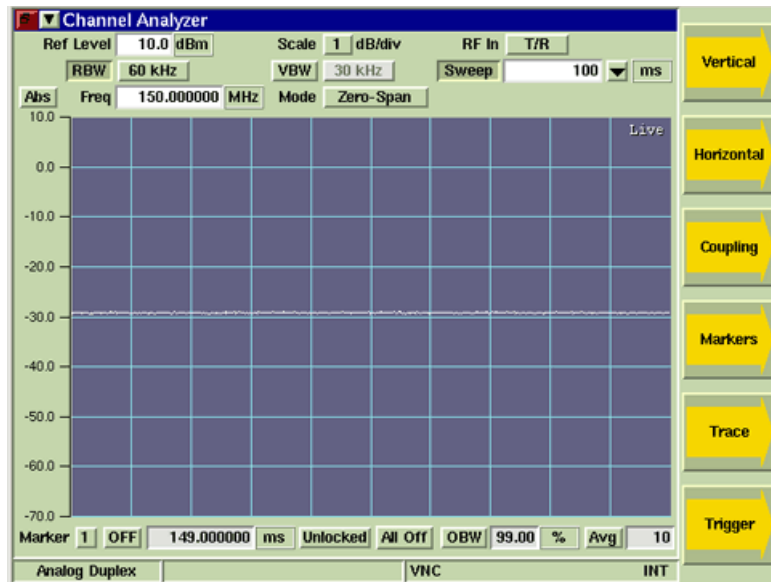 Channel Analyzer
Ref Level 10.0 dBm Scale 1 dB/div RF In T/R
RBW 60 kHz VBW 30 kHz Sweep 100 ms
Abs Freq 150.000000 MHz Mode Zero-Span
Live
10.0
0.0
-10.0
-20.0
-30.0
-40.0
-50.0
-60.0
-70.0
Marker 1 OFF 149.000000 ms Unlocked All Off OBW 99.00 % Avg 10
Analog Duplex VNC INT
Vertical
Horizontal
Coupling
Markers
Trace
Trigger